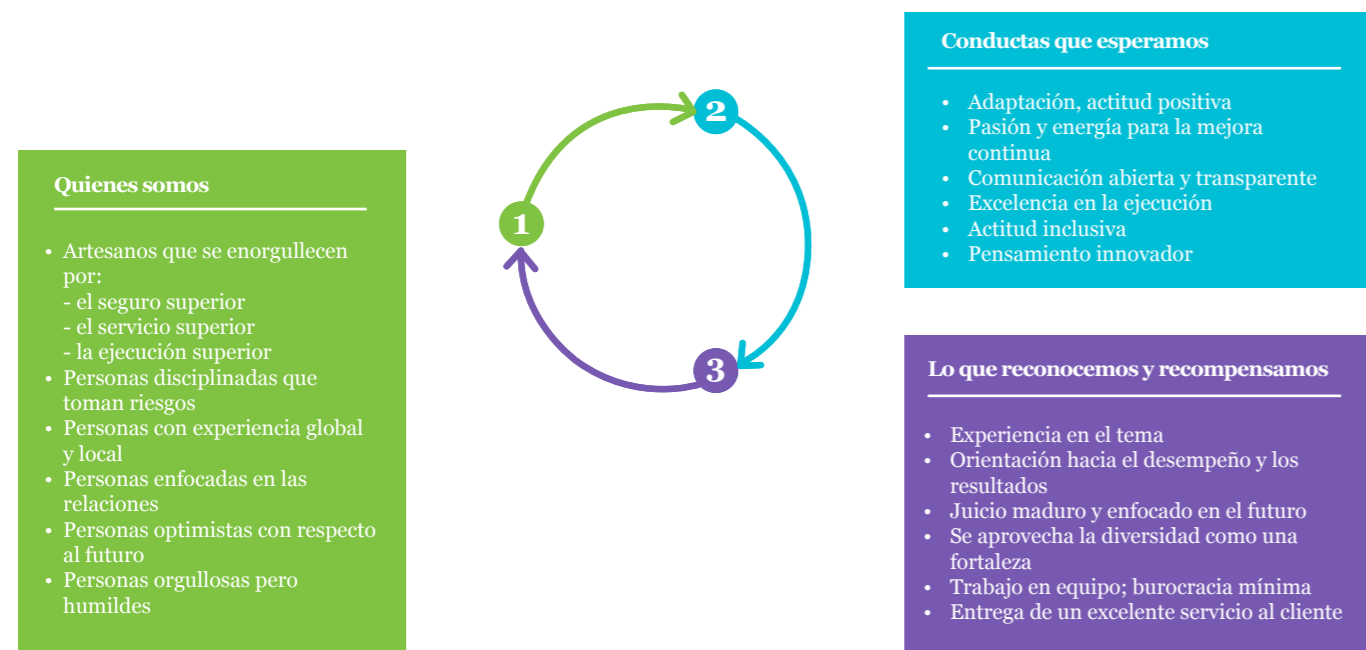 Quienes somos
• Artesanos que se enorgullecen
por:
- el seguro superior
- el servicio superior
- la ejecución superior
• Personas disciplinadas que
toman riesgos
• Personas con experiencia global
y local
• Personas enfocadas en las
relaciones
• Personas optimistas con respecto
al futuro
• Personas orgullosas pero
humildes
1
2
3
Conductas que esperamos
• Adaptación, actitud positiva
• Pasión y energía para la mejora
continua
• Comunicación abierta y transparente
• Excelencia en la ejecución
• Actitud inclusiva
• Pensamiento innovador
Lo que reconocemos y recompensamos
• Experiencia en el tema
• Orientación hacia el desempeño y los
resultados
• Juicio maduro y enfocado en el futuro
• Se aprovecha la diversidad como una
fortaleza
• Trabajo en equipo; burocracia mínima
• Entrega de un excelente servicio al cliente